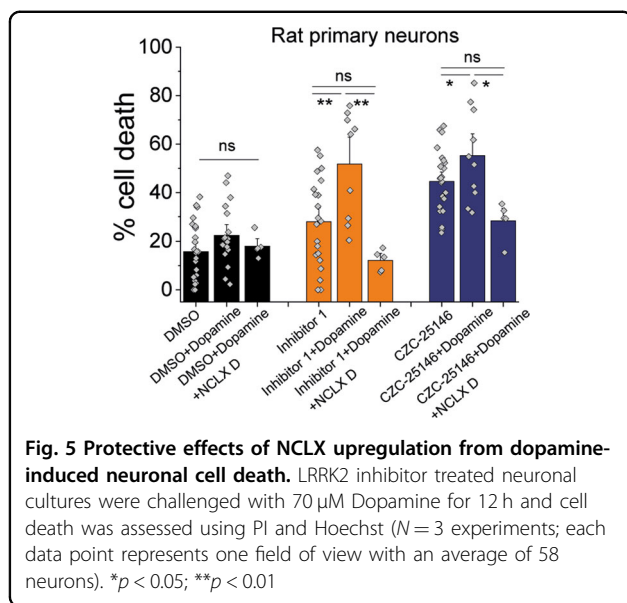 Rat primary neurons
% cell death
100
80
60
40
20
0
ns
ns
** **
ns
* *
DMSO
DMSO+Dopamine
DMSO+Dopamine
+NCLX D
Inhibitor 1
Inhibitor 1+Dopamine
Inhibitor 1+Dopamine
+NCLX D
CZC-25146
CZC-25146+Dopamine
CZC-25146+Dopamine
+NCLX D
Fig. 5 Protective effects of NCLX upregulation from dopamine-
induced neuronal cell death. LRRK2 inhibitor treated neuronal
cultures were challenged with 70 μM Dopamine for 12 h and cell
death was assessed using PI and Hoechst (N = 3 experiments; each
data point represents one field of view with an average of 58
neurons). *p < 0.05; **p < 0.01